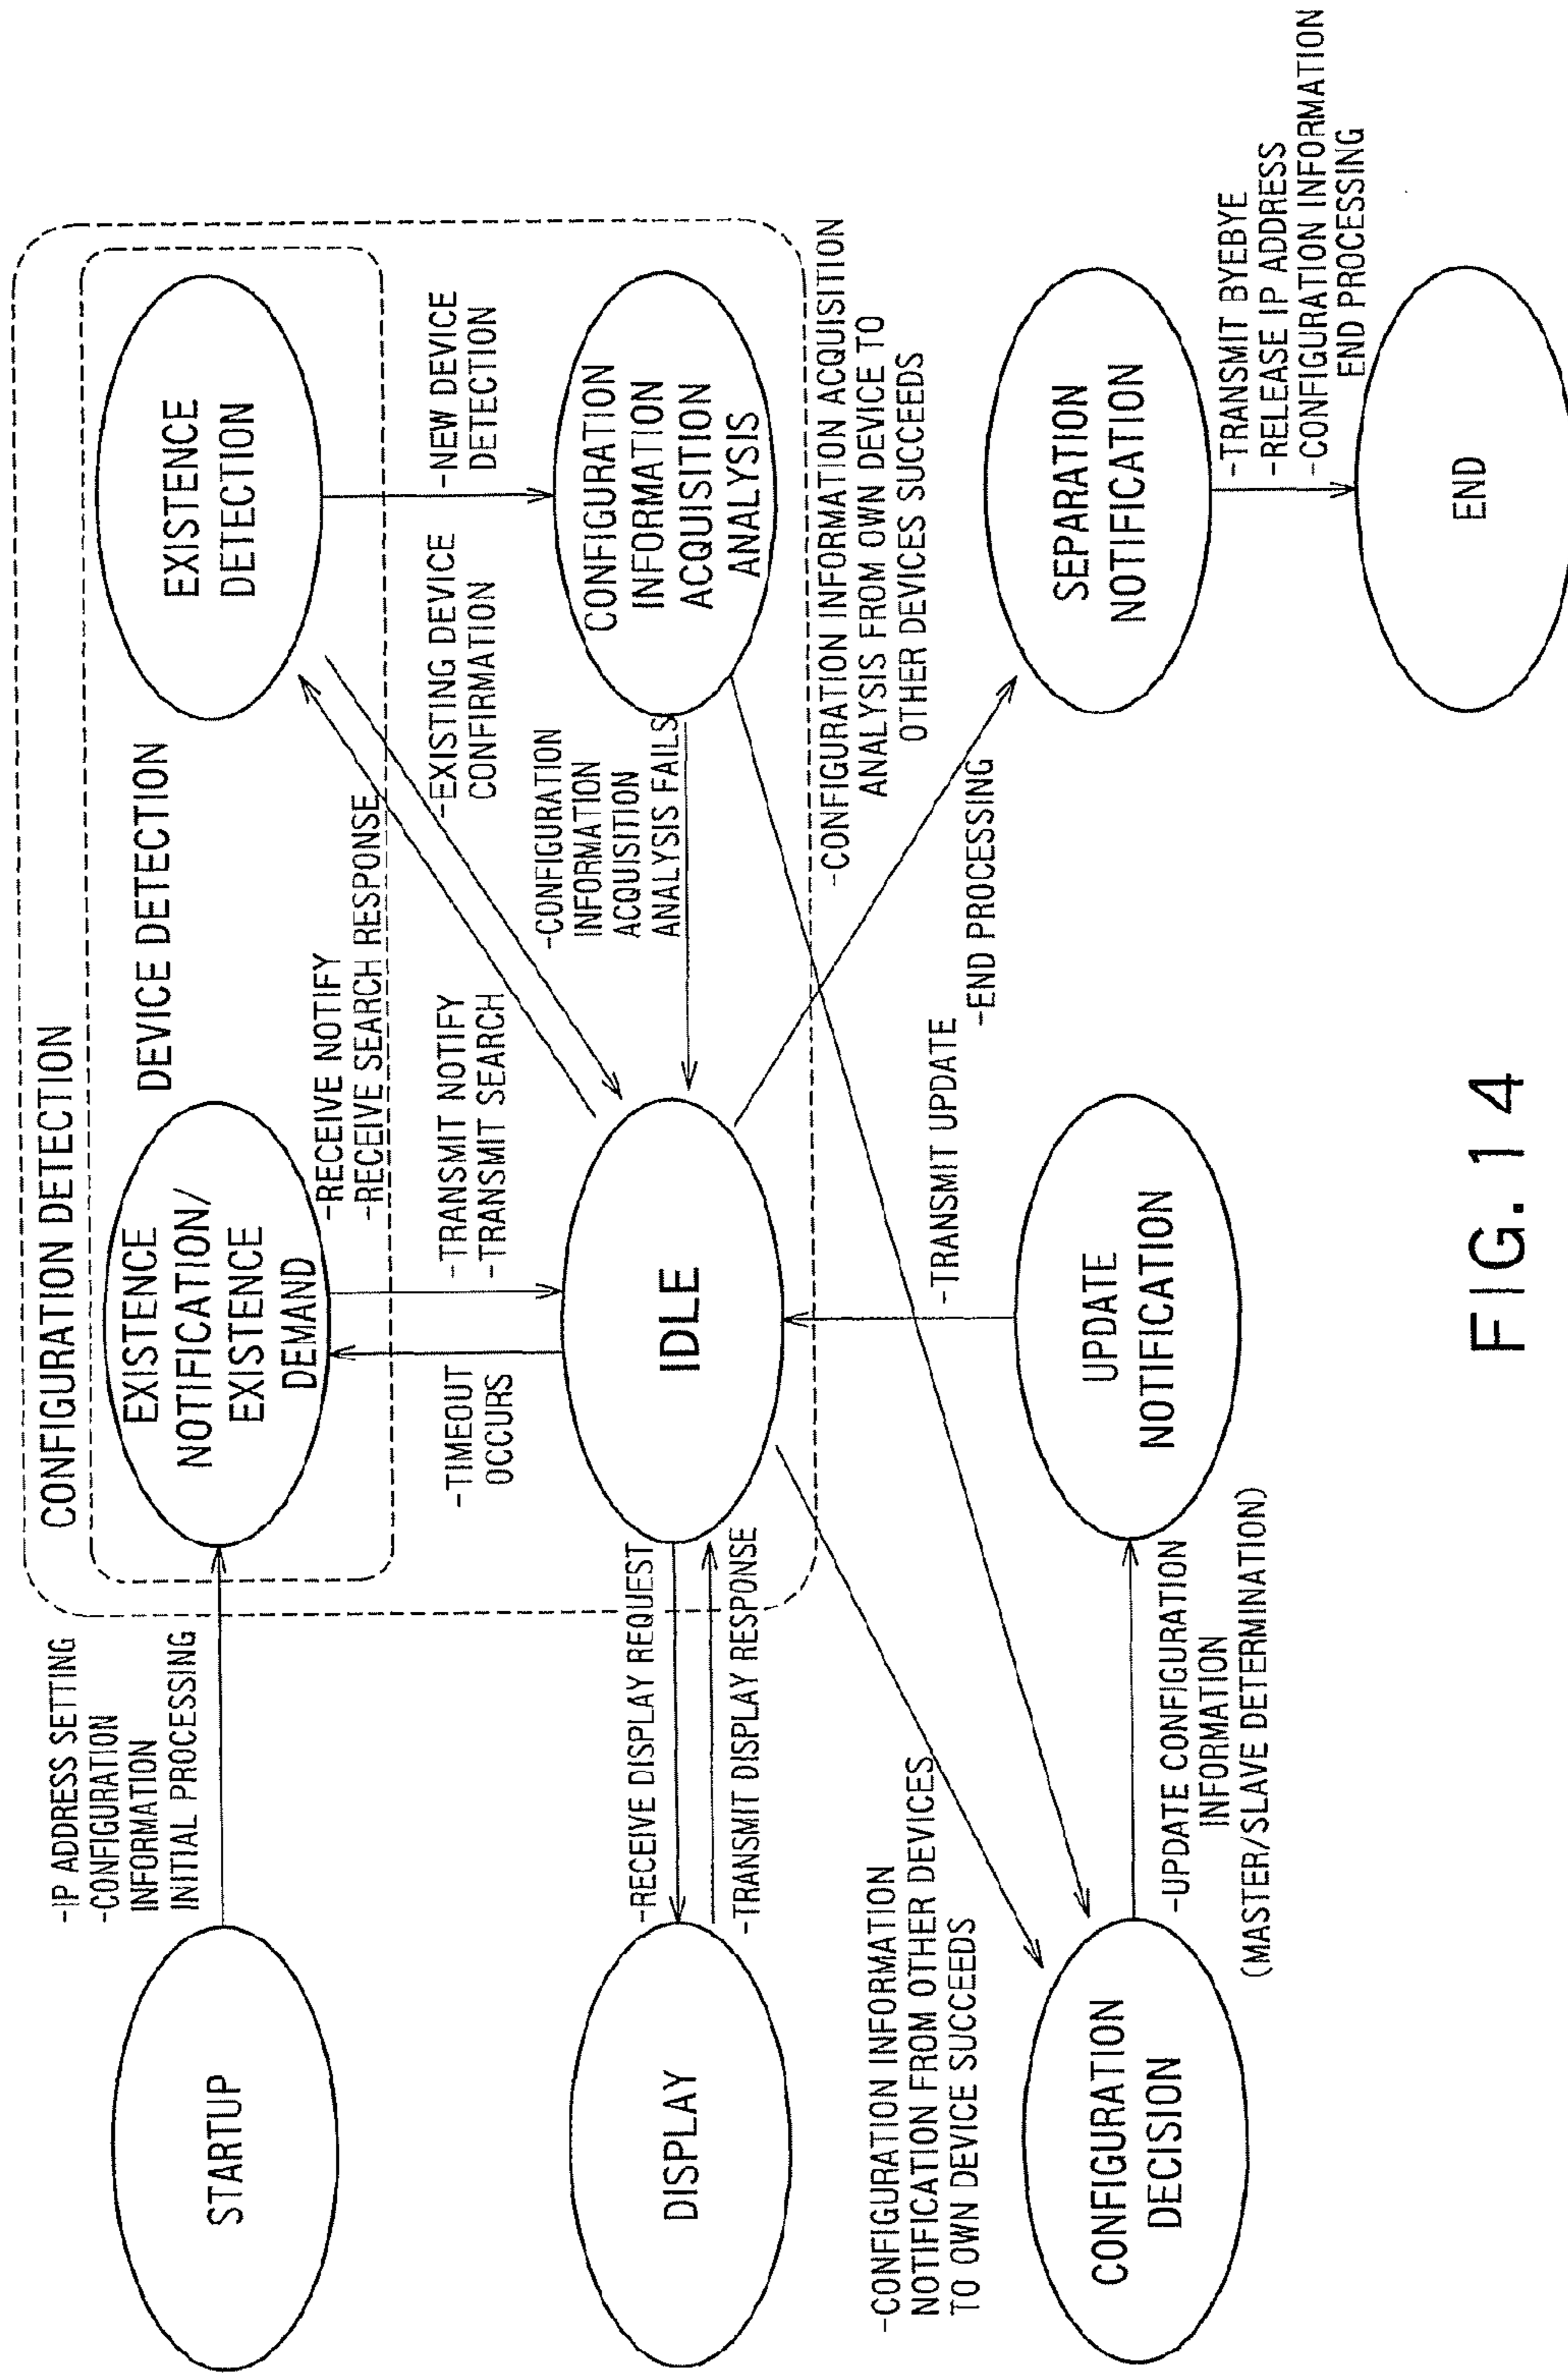 CONFIGURATION DETECTION
DEVICE DETECTION
-IP ADDRESS SETTING
-CONFIGURATION
INFORMATION
INITIAL PROCESSING
STARTUP
EXISTENCE
NOTIFICATION/
EXISTENCE
DEMAND
EXISTENCE
DETECTION
-RECEIVE NOTIFY
-RECEIVE SEARCH RESPONSE
-TIMEOUT
OCCURS
-TRANSMIT NOTIFY
-TRANSMIT SEARCH
-EXISTING DEVICE
CONFIRMATION
-NEW DEVICE
DETECTION
-CONFIGURATION
INFORMATION
ACQUISITION
ANALYSIS FAILS
DISPLAY
-RECEIVE DISPLAY REQUEST
-TRANSMIT DISPLAY RESPONSE
IDLE
CONFIGURATION
INFORMATION
ACQUISITION
ANALYSIS
-CONFIGURATION INFORMATION ACQUISITION
ANALYSIS FROM OWN DEVICE TO
OTHER DEVICES SUCCEEDS
-CONFIGURATION INFORMATION
NOTIFICATION FROM OTHER DEVICES
TO OWN DEVICE SUCCEEDS
-TRANSMIT UPDATE
-END PROCESSING
CONFIGURATION
DECISION
-UPDATE CONFIGURATION
INFORMATION
(MASTER/SLAVE DETERMINATION)
UPDATE
NOTIFICATION
SEPARATION
NOTIFICATION
-TRANSMIT BYEBYE
-RELEASE IP ADDRESS
-CONFIGURATION INFORMATION
END PROCESSING
END
FIG. 14